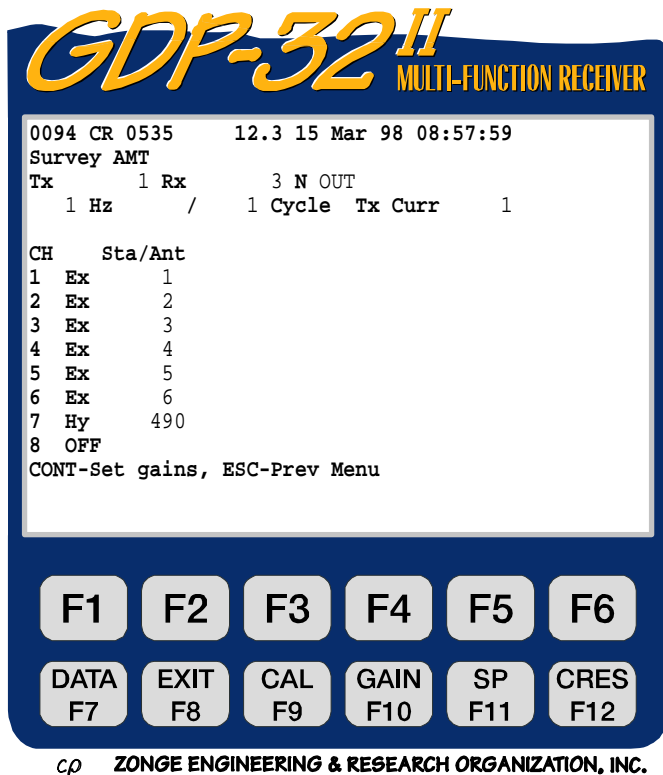 GDP-32 II
MULTI-FUNCTION RECEIVER
0094 CR 0535 12.3 15 Mar 98 08:57:59
Survey AMT
Tx 1 Rx 3 N OUT
1 Hz / 1 Cycle Tx Curr 1
CH Sta/Ant
1 Ex 1
2 Ex 2
3 Ex 3
4 Ex 4
5 Ex 5
6 Ex 6
7 Hy 490
8 OFF
CONT-Set gains, ESC-Prev Menu
F1 F2 F3 F4 F5 F6
DATA EXIT CAL GAIN SP CRES
F7 F8 F9 F10 F11 F12
ZONGE ENGINEERING & RESEARCH ORGANIZATION, INC.